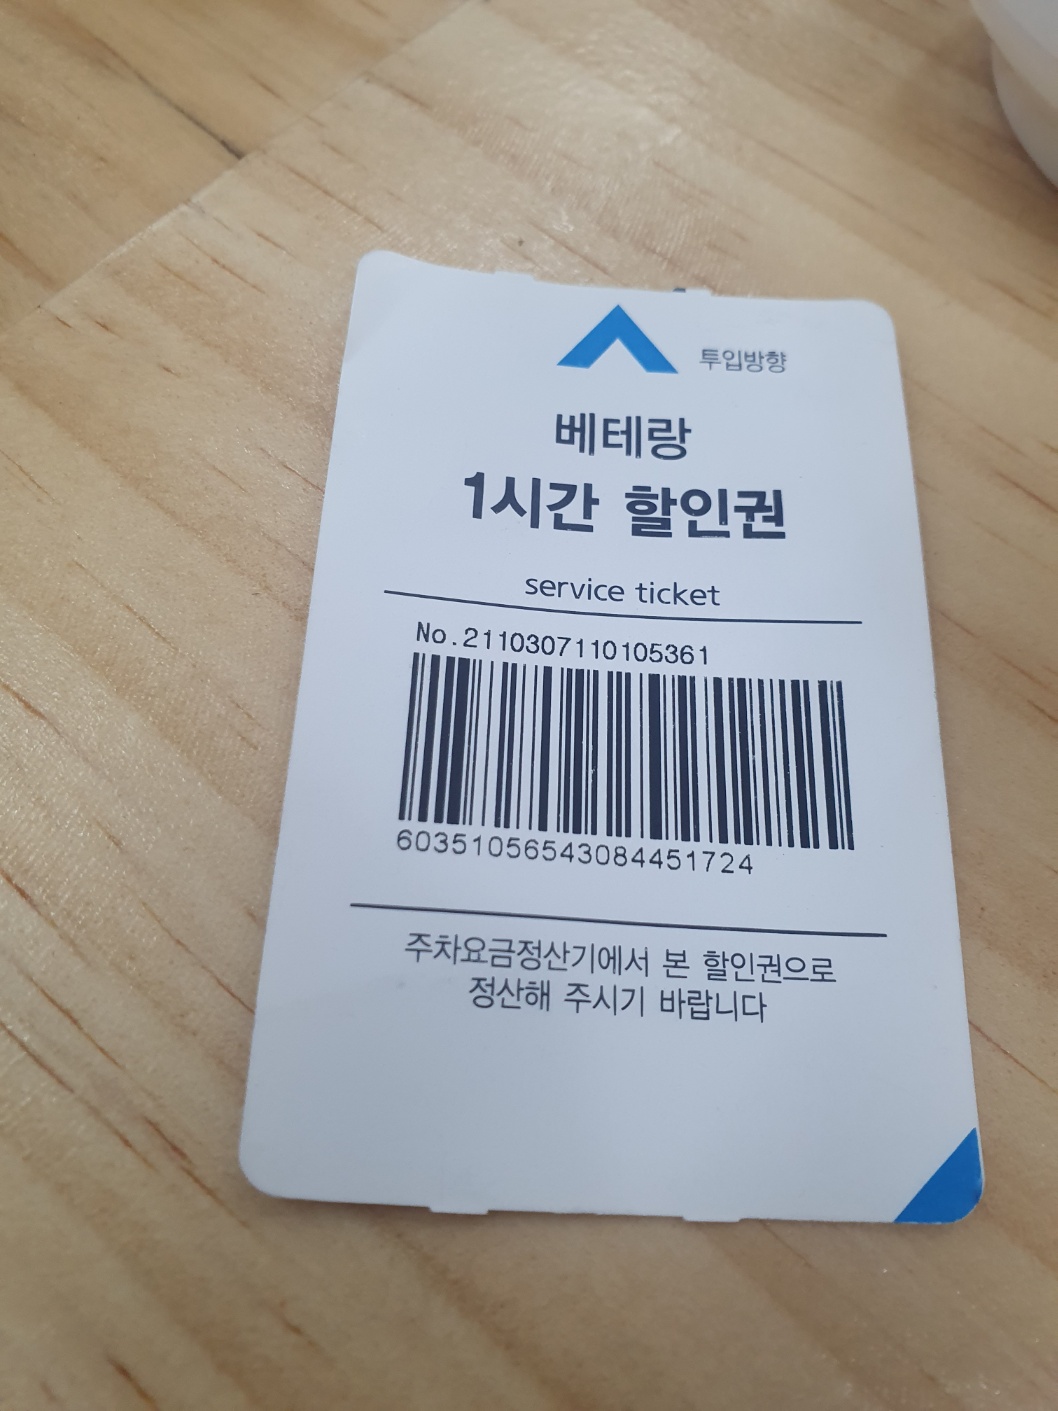 투입방향
베테랑
1시간 할인권
service ticket
No.2110307110105361
60351056543084451724
주차요금정산기에서 본 할인권으로
정산해 주시기 바랍니다